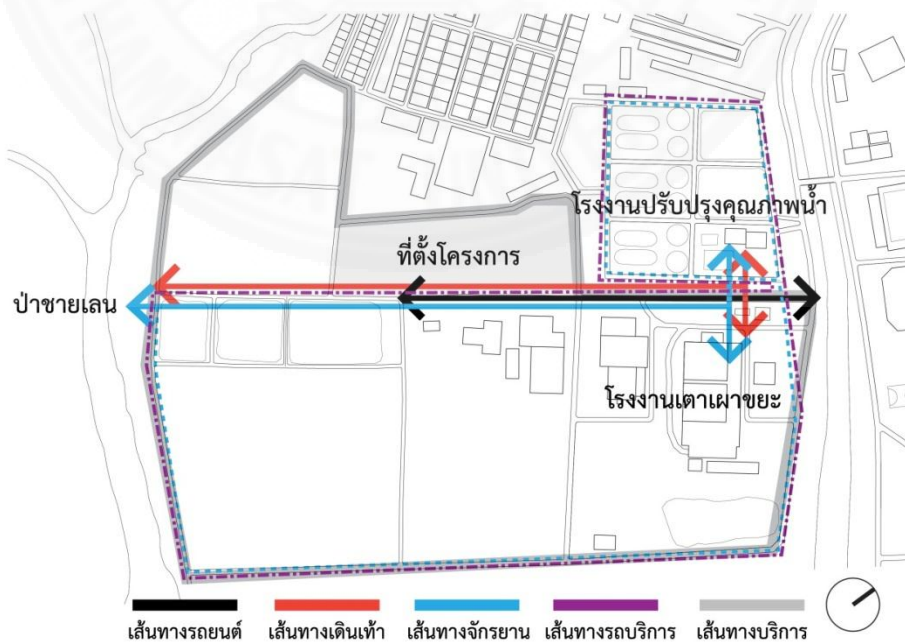 โรงงานปรับปรุงคุณภาพน้ำ
ที่ตั้งโครงการ
ป่าชายเลน
โรงงานเตาเผาขยะ
เส้นทางรถยนต์ เส้นทางเดินเท้า เส้นทางจักรยาน เส้นทางรถบริการ เส้นทางบริการ